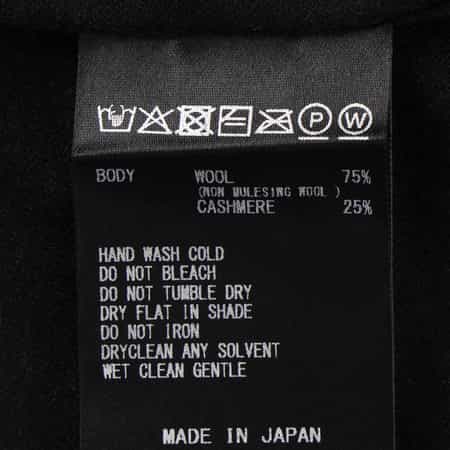 P W
BODY WOOL 75%
(NON MULESING WOOL )
CASHMERE 25%
HAND WASH COLD
DO NOT BLEACH
DO NOT TUMBLE DRY
DRY FLAT IN SHADE
DO NOT IRON
DRYCLEAN ANY SOLVENT
WET CLEAN GENTLE
MADE IN JAPAN